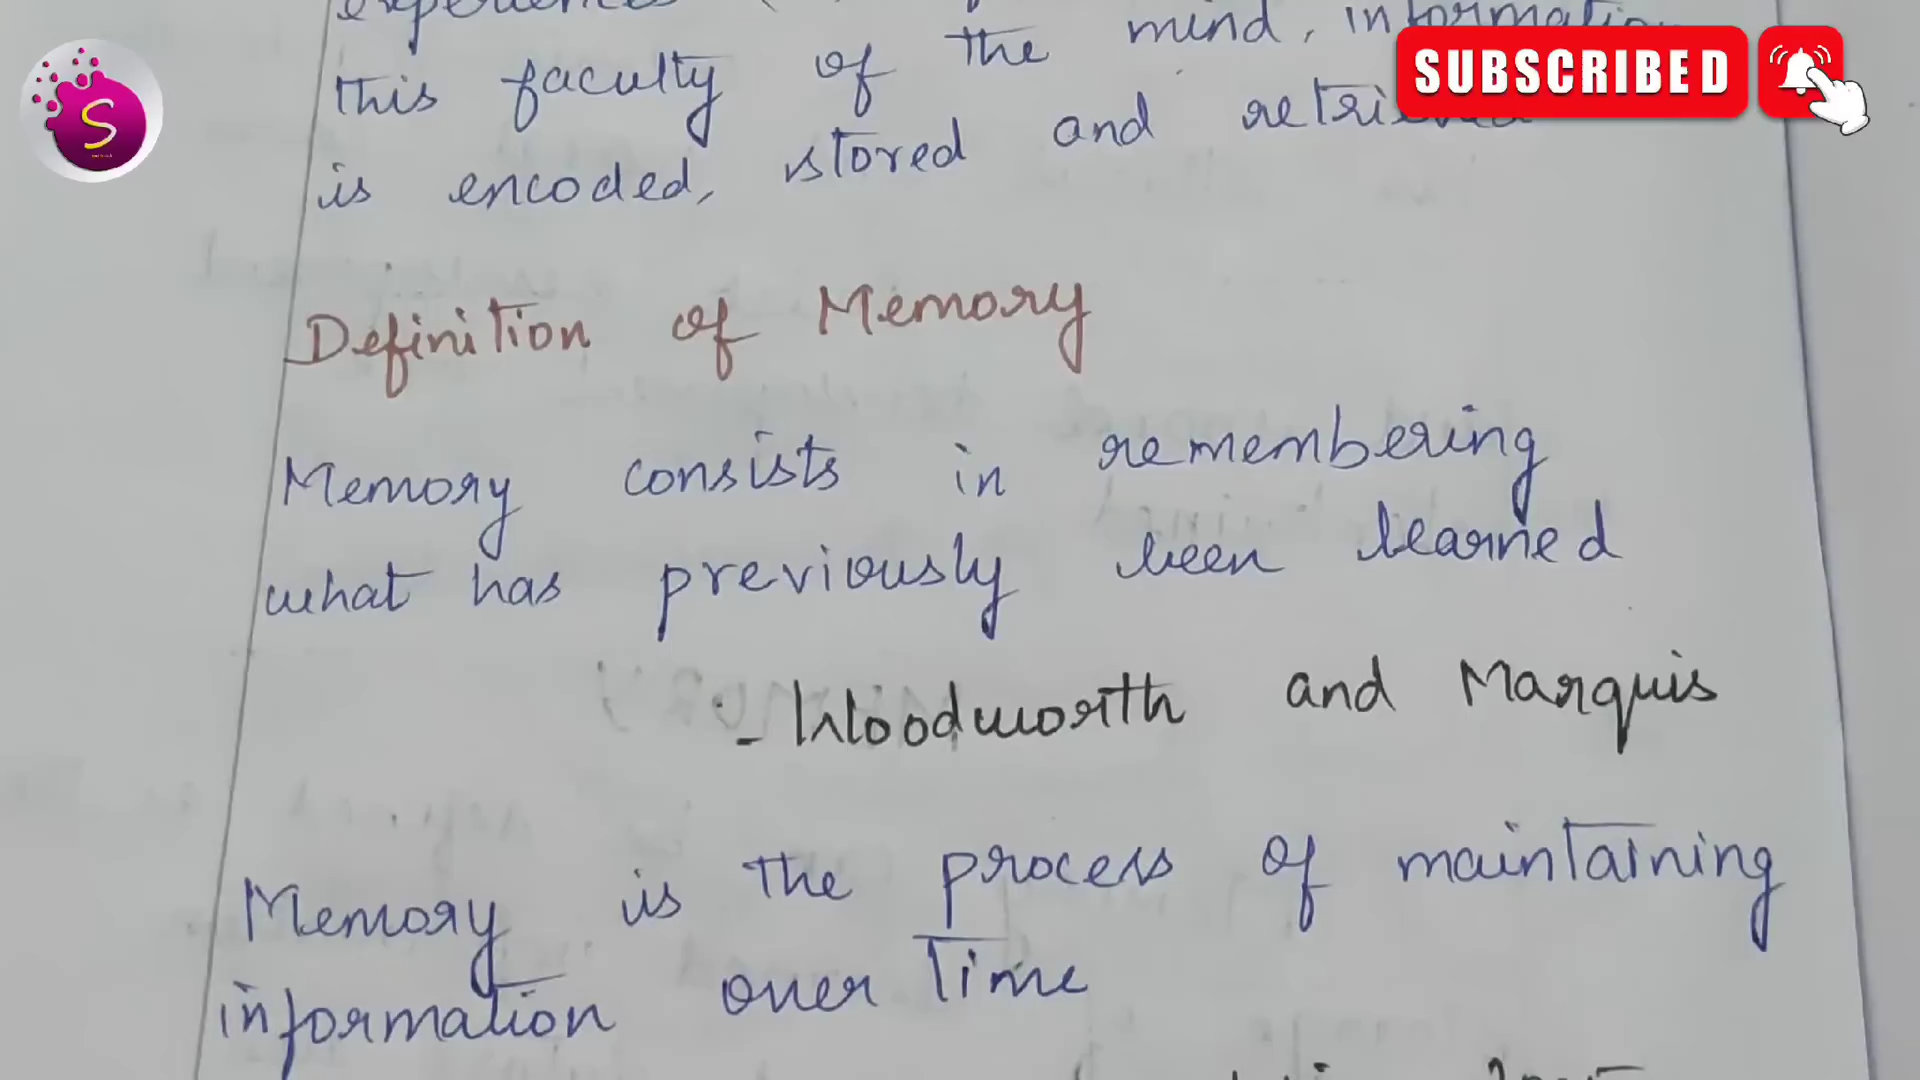 this faculty of the mind, information
is encoded, stored and retrieved
Definition of Memory
Memory consists in remembering
what has previously been learned
- Woodworth and Marquis
Memory is the process of maintaining
information over time
SUBSCRIBED
S